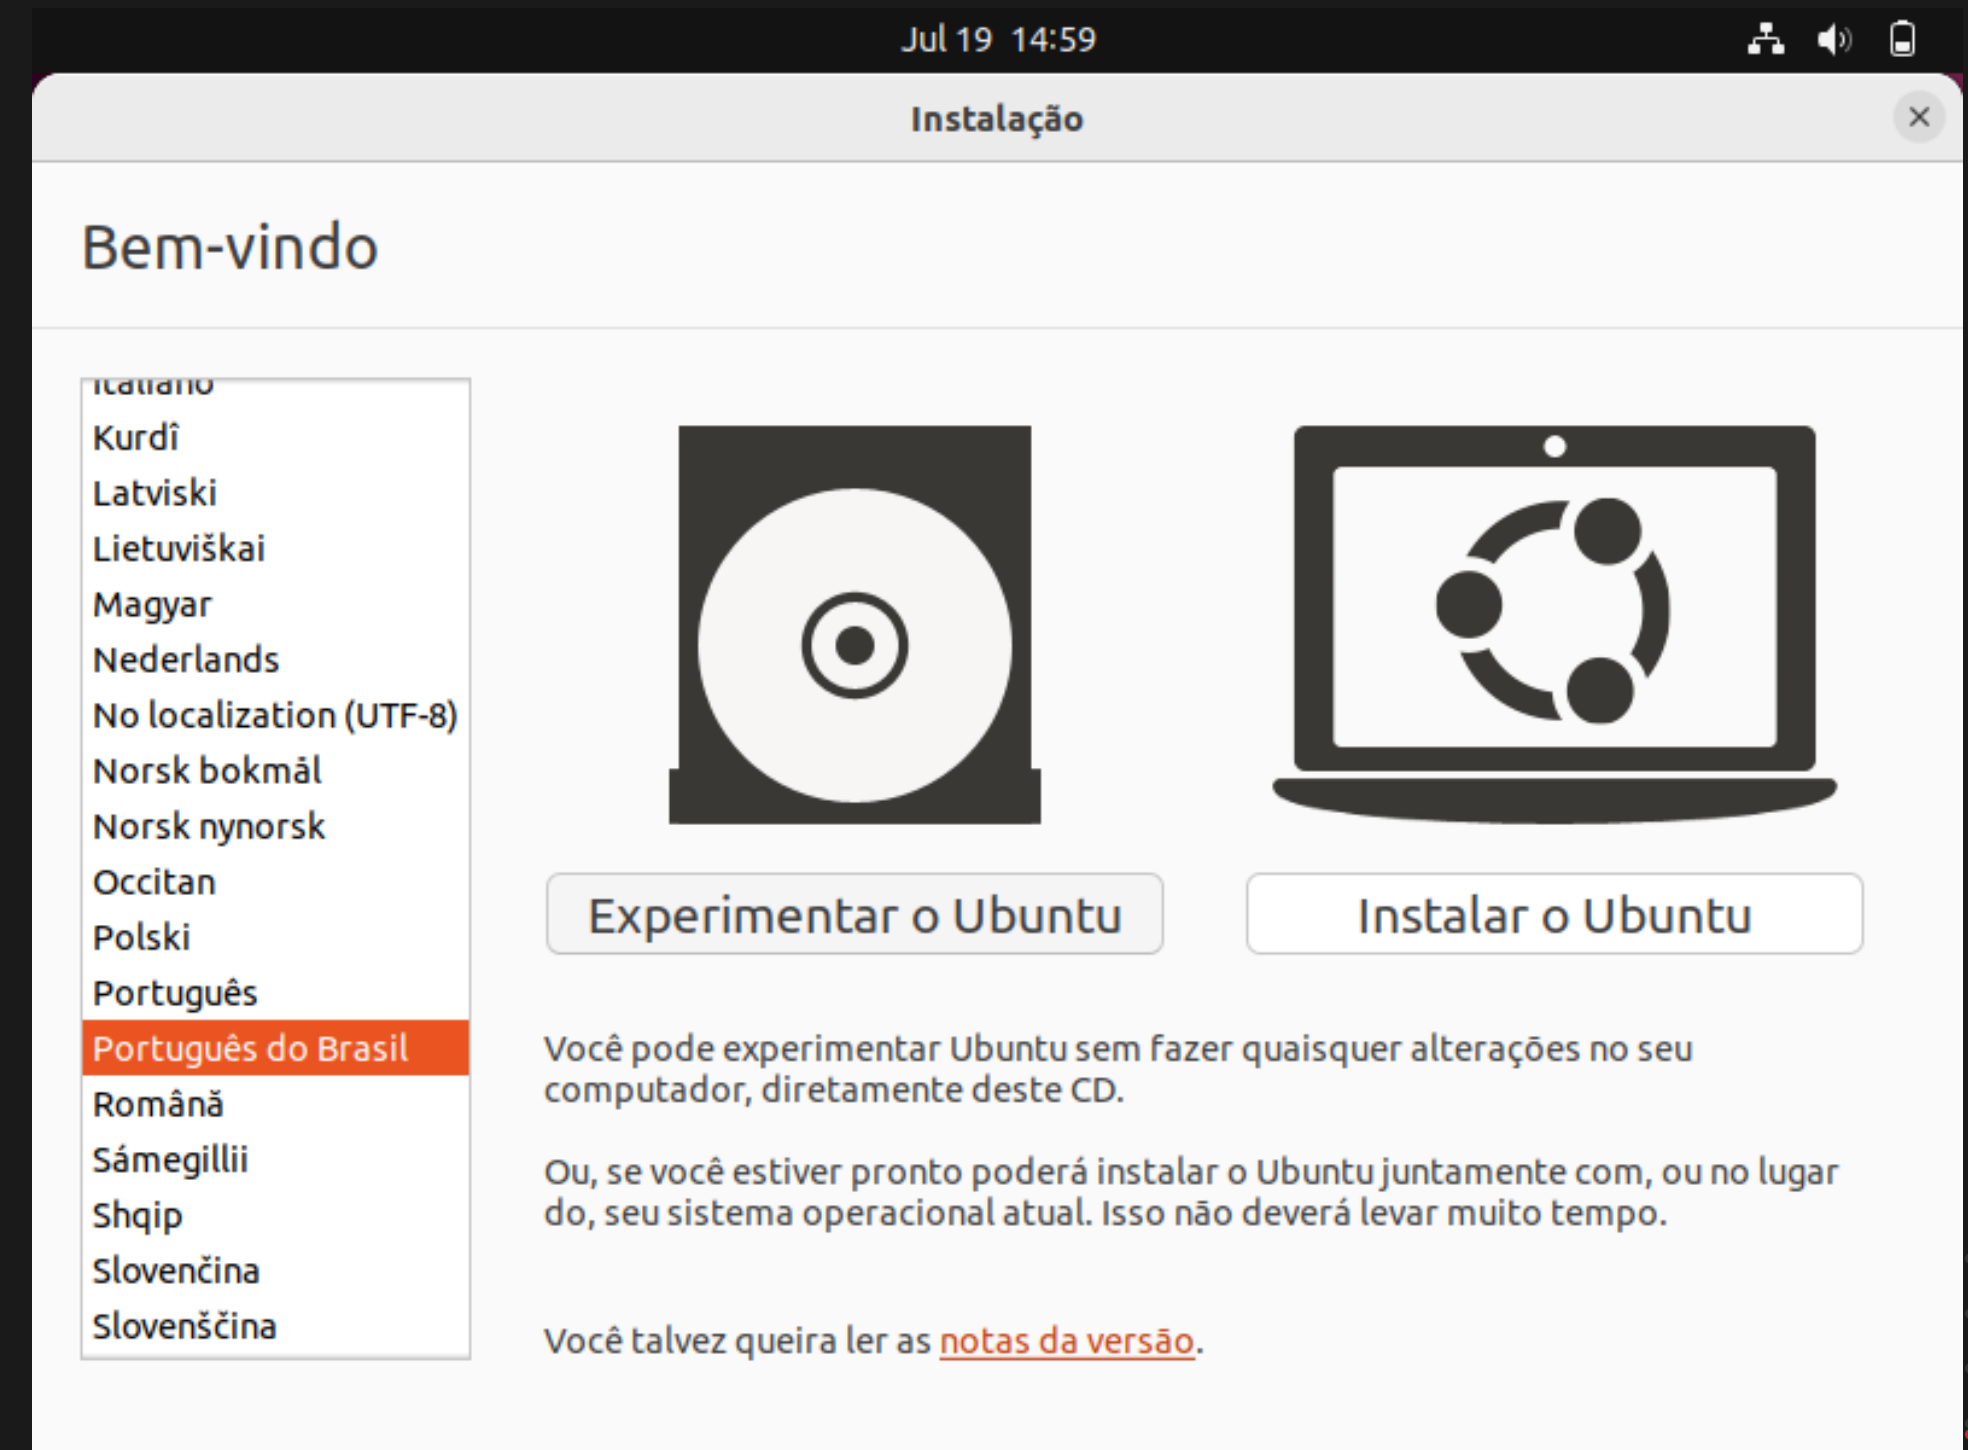 Jul 19 14:59
Instalação
Bem-vindo
Italiano
Kurdî
Latviski
Lietuviškai
Magyar
Nederlands
No localization (UTF-8)
Norsk bokmål
Norsk nynorsk
Occitan
Polski
Português
Português do Brasil
Română
Sámegillii
Shqip
Slovenčina
Slovenščina
Experimentar o Ubuntu
Instalar o Ubuntu
Você pode experimentar Ubuntu sem fazer quaisquer alterações no seu
computador, diretamente deste CD.
Ou, se você estiver pronto poderá instalar o Ubuntu juntamente com, ou no lugar
do, seu sistema operacional atual. Isso não deverá levar muito tempo.
Você talvez queira ler as notas da versão.